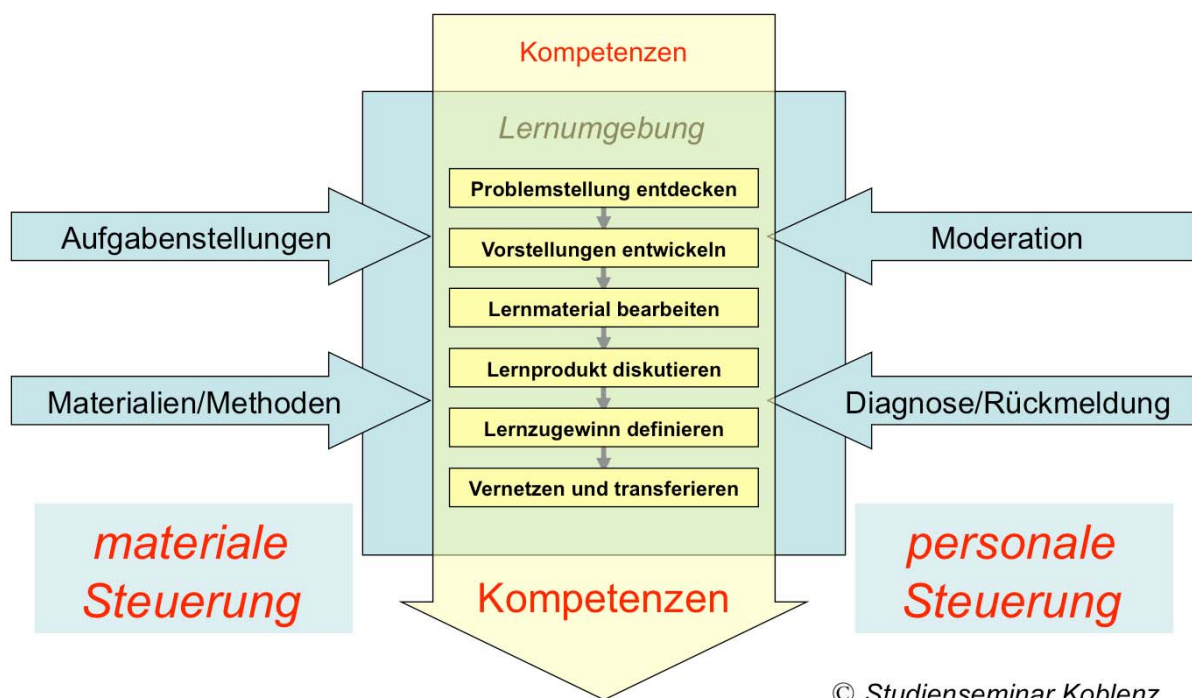 Kompetenzen
Lernumgebung
Problemstellung entdecken
Aufgabenstellungen
Vorstellungen entwickeln
Moderation
Lernmaterial bearbeiten
Lernprodukt diskutieren
Materialien/Methoden
Diagnose/Rückmeldung
Lernzugewinn definieren
Vernetzen und transferieren
materiale
Steuerung
personale
Steuerung
Kompetenzen
© Studienseminar Koblenz